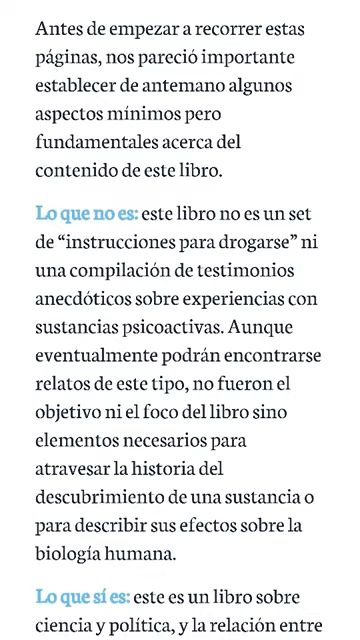 Antes de empezar a recorrer estas
páginas, nos pareció importante
establecer de antemano algunos
aspectos mínimos pero
fundamentales acerca del
contenido de este libro.
Lo que no es: este libro no es un set
de “instrucciones para drogarse” ni
una compilación de testimonios
anecdóticos sobre experiencias con
sustancias psicoactivas. Aunque
eventualmente podrán encontrarse
relatos de este tipo, no fueron el
objetivo ni el foco del libro sino
elementos necesarios para
atravesar la historia del
descubrimiento de una sustancia o
para describir sus efectos sobre la
biología humana.
Lo que sí es: este es un libro sobre
ciencia y política, y la relación entre